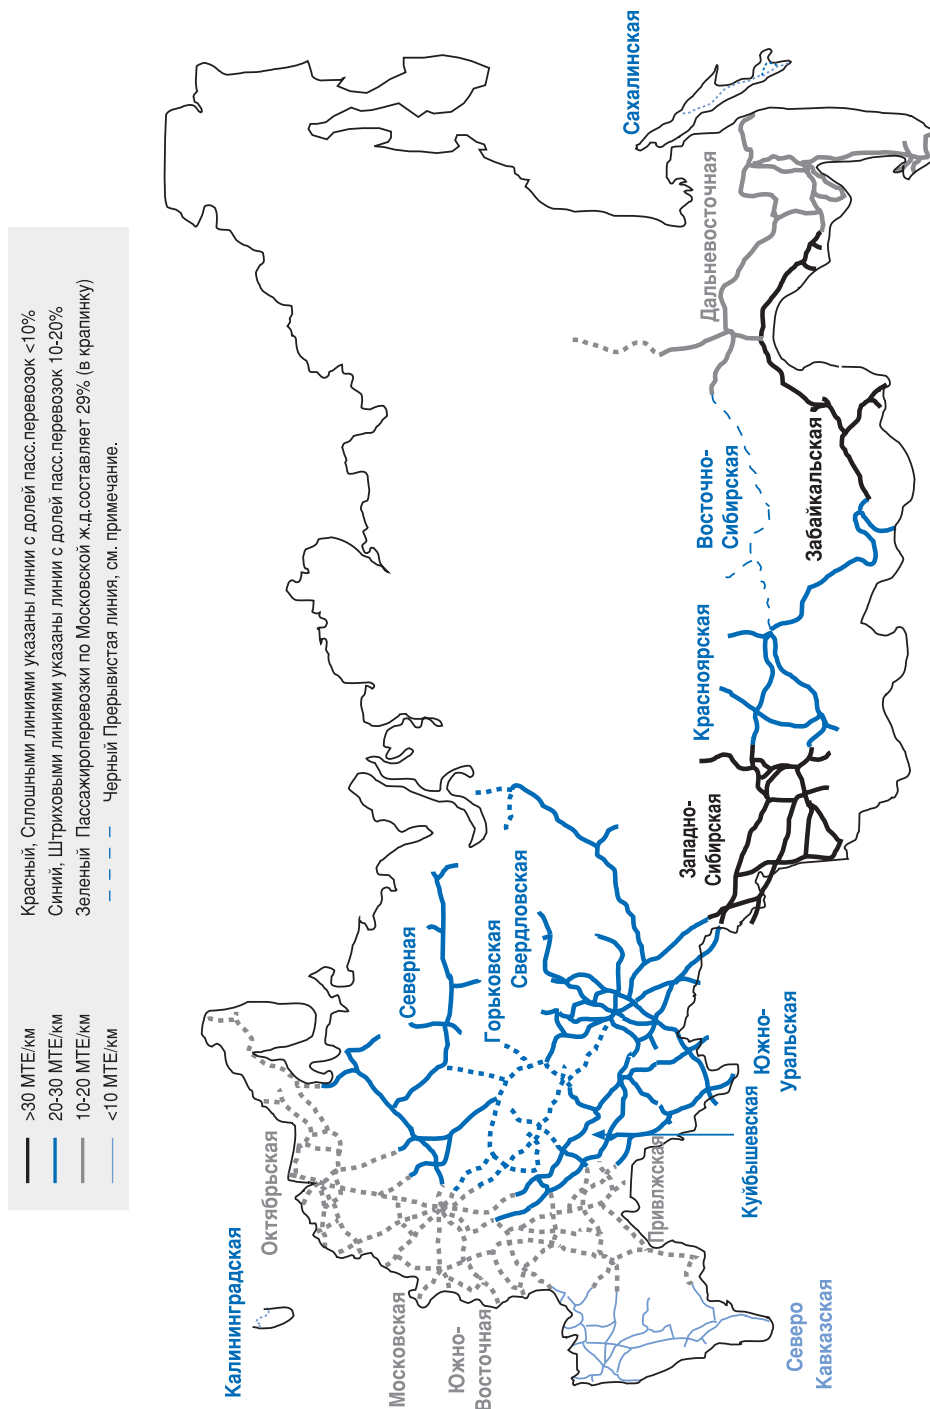 >30 МТЕ/км
20-30 МТЕ/км
10-20 МТЕ/км
<10 МТЕ/км
Красный, Сплошными линиями указаны линии с долей пасс.перевозок <10%
Синий, Штриховыми линиями указаны линии с долей пасс.перевозок 10-20%
Зеленый Пассажироперевозки по Московской ж.д.составляет 29% (в крапинку)
Черный Прерывистая линия, см. примечание.
Калининградская
Октябрьская
Московская
Южно-
Восточная
Северная
Горьковская
Свердловская
Привлжская
Куйбышевская
Южно-
Уральская
Северо
Кавказская
Западно-
Сибирская
Красноярская
Восточно-
Сибирская
Забайкальская
Дальневосточная
Сахалинская